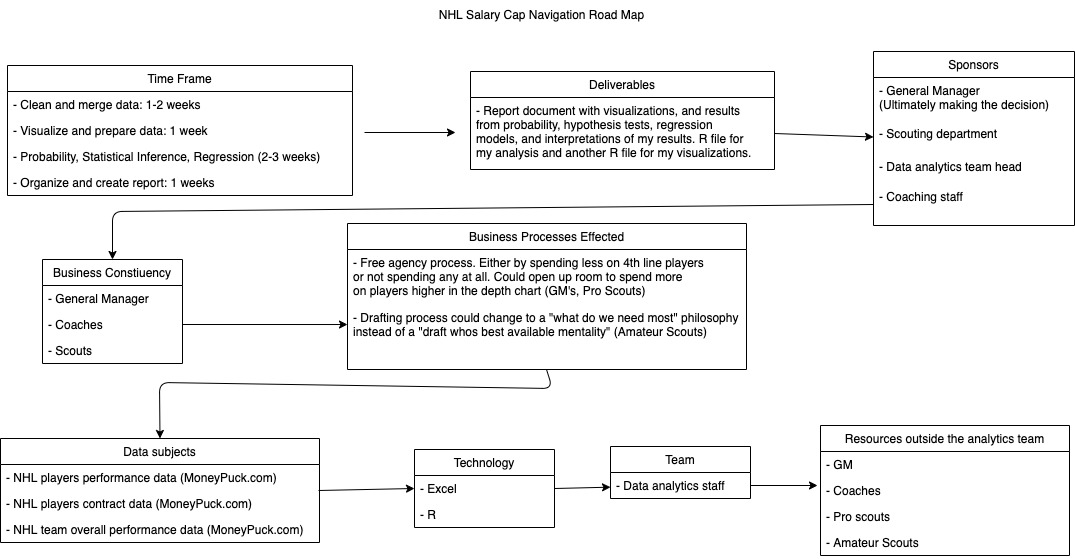 NHL Salary Cap Navigation Road Map
Time Frame
- Clean and merge data: 1-2 weeks
- Visualize and prepare data: 1 week
- Probability, Statistical Inference, Regression (2-3 weeks)
- Organize and create report: 1 weeks
Deliverables
- Report document with visualizations, and results
from probability, hypothesis tests, regression
models, and interpretations of my results. R file for
my analysis and another R file for my visualizations.
Sponsors
- General Manager
(Ultimately making the decision)
- Scouting department
- Data analytics team head
- Coaching staff
Business Constiuency
- General Manager
- Coaches
- Scouts
Business Processes Effected
- Free agency process. Either by spending less on 4th line players
or not spending any at all. Could open up room to spend more
on players higher in the depth chart (GM's, Pro Scouts)
- Drafting process could change to a "what do we need most" philosophy
instead of a "draft whos best available mentality" (Amateur Scouts)
Data subjects
- NHL players performance data (MoneyPuck.com)
- NHL players contract data (MoneyPuck.com)
- NHL team overall performance data (MoneyPuck.com)
Technology
- Excel
- R
Team
- Data analytics staff
Resources outside the analytics team
- GM
- Coaches
- Pro scouts
- Amateur Scouts